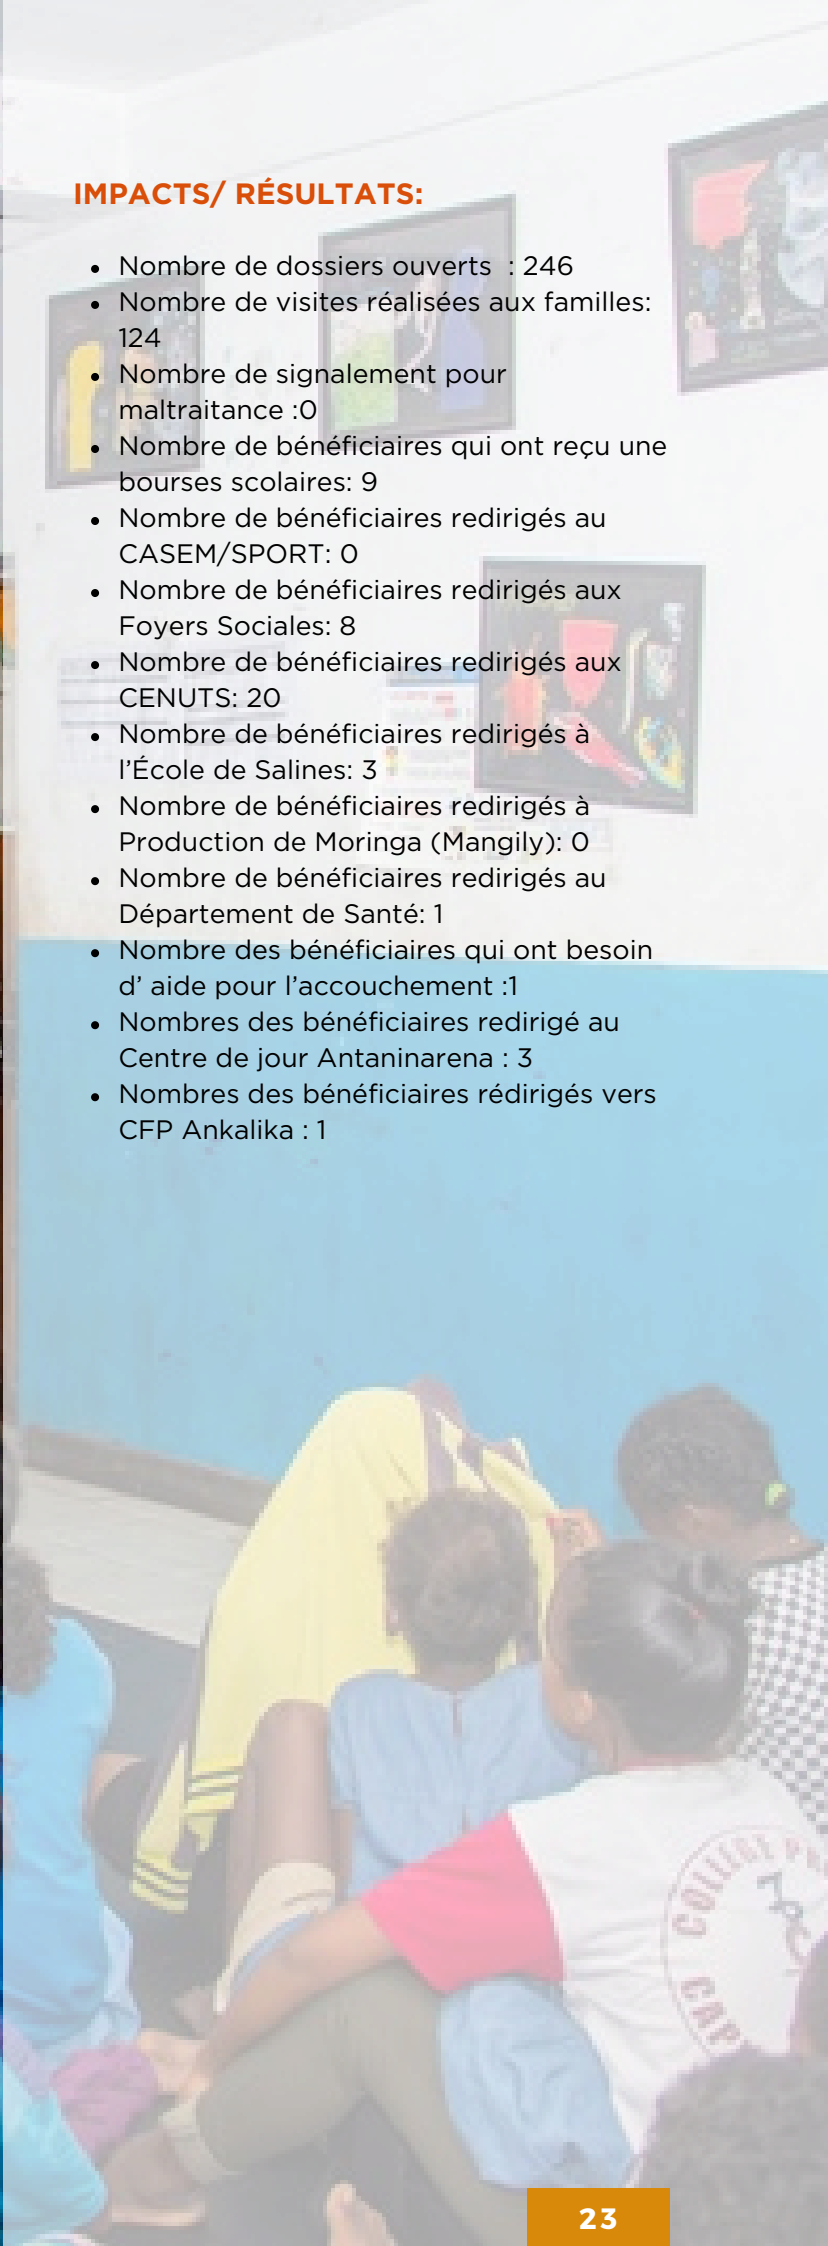 IMPACTS/ RÉSULTATS:
• Nombre de dossiers ouverts : 246
• Nombre de visites réalisées aux familles:
124
• Nombre de signalement pour
maltraitance :0
• Nombre de bénéficiaires qui ont reçu une
bourses scolaires: 9
• Nombre de bénéficiaires redirigés au
CASEM/SPORT: 0
• Nombre de bénéficiaires redirigés aux
Foyers Sociales: 8
• Nombre de bénéficiaires redirigés aux
CENUTS: 20
• Nombre de bénéficiaires redirigés à
l’École de Salines: 3
• Nombre de bénéficiaires redirigés à
Production de Moringa (Mangily): 0
• Nombre de bénéficiaires redirigés au
Département de Santé: 1
• Nombre des bénéficiaires qui ont besoin
d’ aide pour l’accouchement :1
• Nombres des bénéficiaires redirigé au
Centre de jour Antaninarena : 3
• Nombres des bénéficiaires rédirigés vers
CFP Ankalika : 1
COLLEGE
23